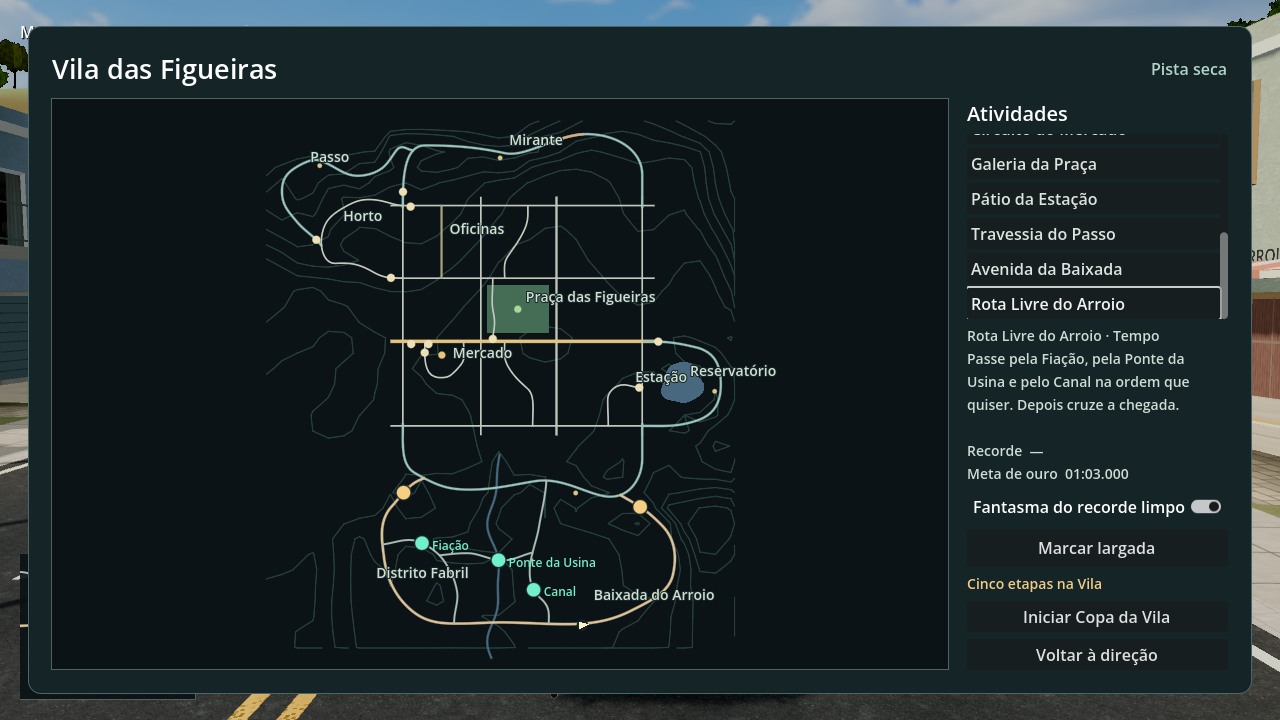 Vila das Figueiras
Pista seca
Mirante
Passo
Horto
Oficinas
Praça das Figueiras
Mercado
Estação
Reservatório
Fiação
Ponte da Usina
Distrito Fabril
Canal
Baixada do Arroio
Atividades
Galeria da Praça
Pátio da Estação
Travessia do Passo
Avenida da Baixada
Rota Livre do Arroio
Rota Livre do Arroio · Tempo
Passe pela Fiação, pela Ponte da
Usina e pelo Canal na ordem que
quiser. Depois cruze a chegada.
Recorde —
Meta de ouro 01:03.000
Fantasma do recorde limpo
Marcar largada
Cinco etapas na Vila
Iniciar Copa da Vila
Voltar à direção